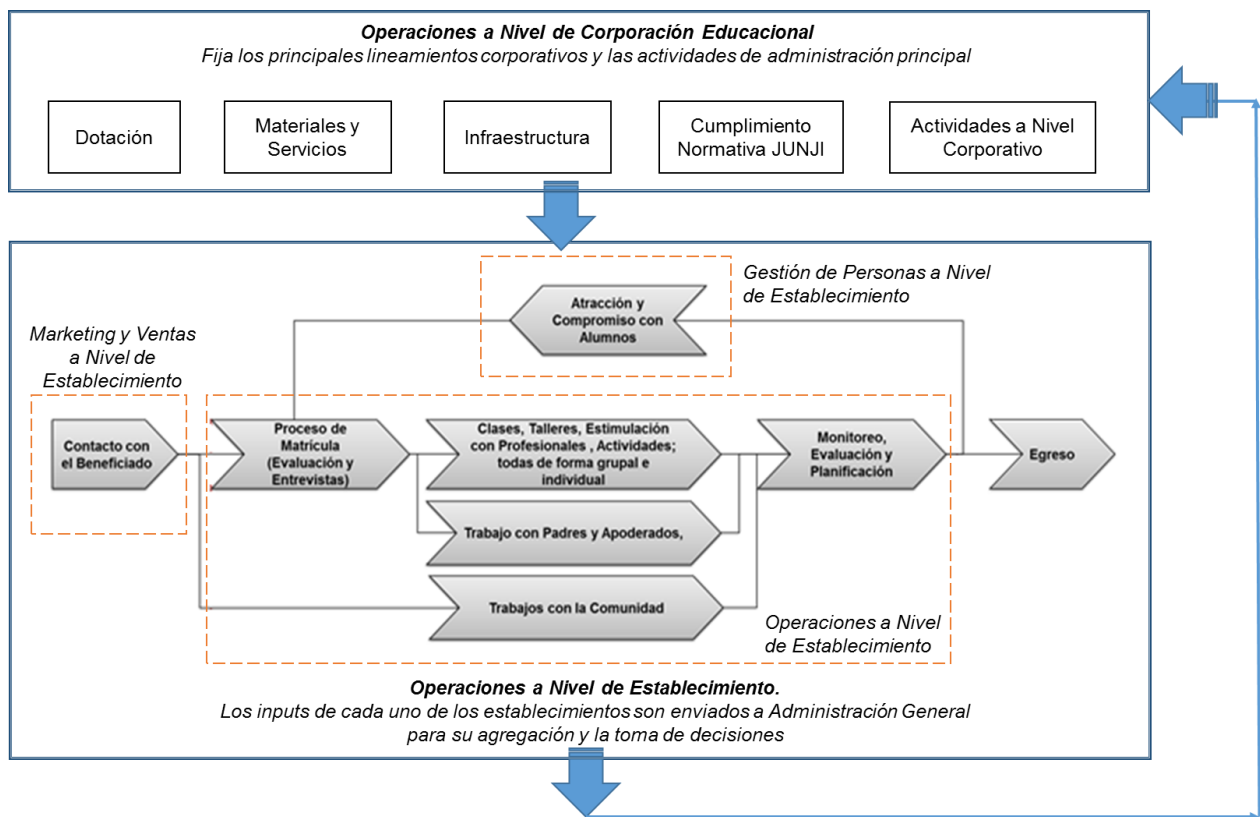 Operaciones a Nivel de Corporación Educacional
Fija los principales lineamientos corporativos y las actividades de administración principal
Dotación
Materiales y
Servicios
Infraestructura
Cumplimiento
Normativa JUNJI
Actividades a Nivel
Corporativo
Gestión de Personas a Nivel
de Establecimiento
Atracción y
Compromiso con
Alumnos
Marketing y Ventas
a Nivel de
Establecimiento
Contacto con
el Beneficiado
Proceso de
Matrícula
(Evaluación y
Entrevistas)
Clases, Talleres, Estimulación
con Profesionales , Actividades;
todas de forma grupal e
individual
Monitoreo,
Evaluación y
Planificación
Egreso
Trabajo con Padres y Apoderados,
Trabajos con la Comunidad
Operaciones a Nivel
de Establecimiento
Operaciones a Nivel de Establecimiento.
Los inputs de cada uno de los establecimientos son enviados a Administración General
para su agregación y la toma de decisiones